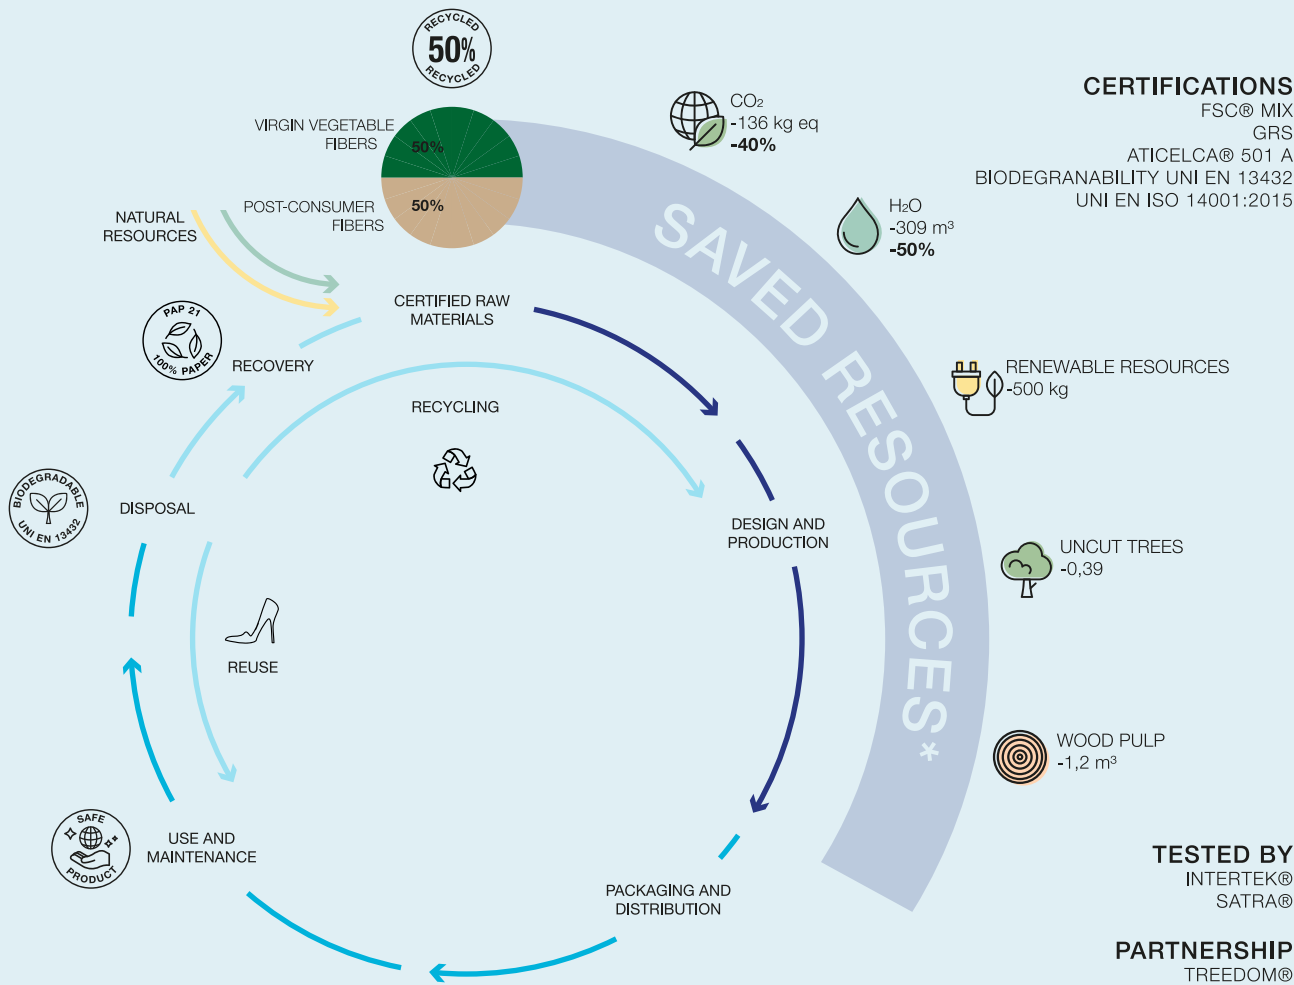 RECYCLED
50%
RECYCLED
VIRGIN VEGETABLE
FIBERS
50%
POST-CONSUMER
FIBERS
50%
NATURAL
RESOURCES
CERTIFIED RAW
MATERIALS
PAP 21
100% PAPER
RECOVERY
RECYCLING
BIODEGRADABLE
UNI EN 13432
DISPOSAL
REUSE
SAFE
PRODUCT
USE AND
MAINTENANCE
PACKAGING AND
DISTRIBUTION
DESIGN AND
PRODUCTION
SAVED RESOURCES*
CO₂
-136 kg eq
-40%
H₂O
-309 m³
-50%
RENEWABLE RESOURCES
-500 kg
UNCUT TREES
-0,39
WOOD PULP
-1,2 m³
CERTIFICATIONS
FSC® MIX
GRS
ATICELCA® 501 A
BIODEGRANABILITY UNI EN 13432
UNI EN ISO 14001:2015
TESTED BY
INTERTEK®
SATRA®
PARTNERSHIP
TREEDOM®